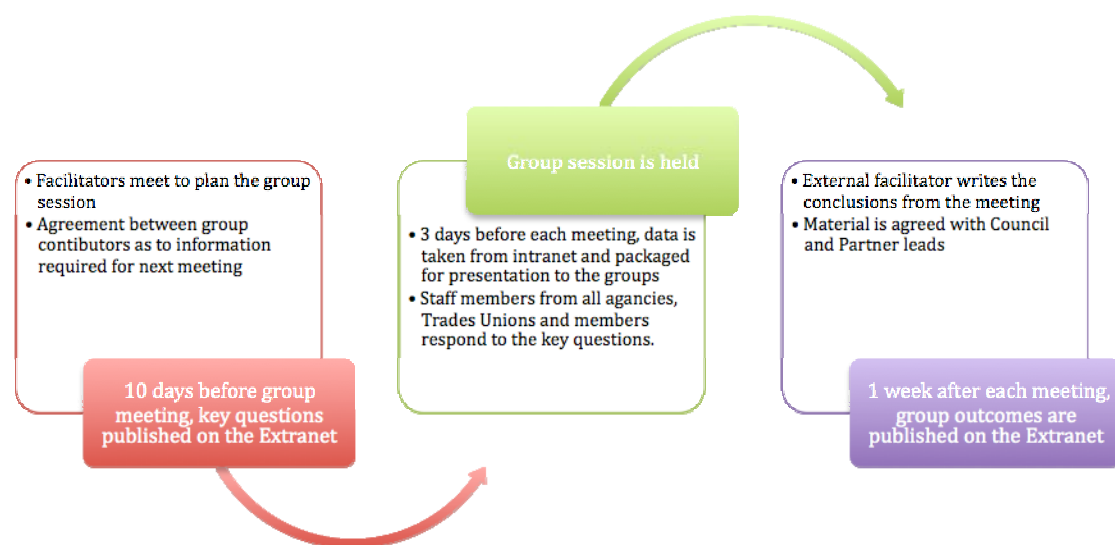 • Facilitators meet to plan the group
session
• Agreement between group
contibutors as to information
required for next meeting
10 days before group
meeting, key questions
published on the Extranet
Group session is held
• 3 days before each meeting, data is
taken from intranet and packaged
for presentation to the groups
• Staff members from all agancies,
Trades Unions and members
respond to the key questions.
• External facilitator writes the
conclusions from the meeting
• Material is agreed with Council
and Partner leads
1 week after each meeting,
group outcomes are
published on the Extranet